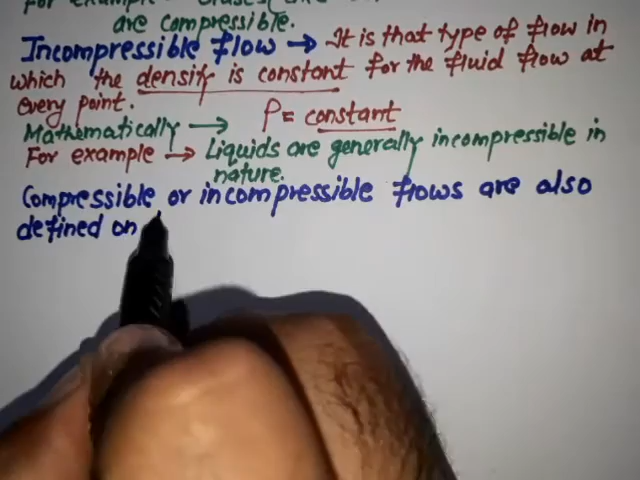 For example
are compressible.
Incompressible flow → It is that type of flow in
which the density is constant for the fluid flow at
every point.
Mathematically → ρ = constant
For example → Liquids are generally incompressible in
nature.
Compressible or incompressible flows are also
defined on